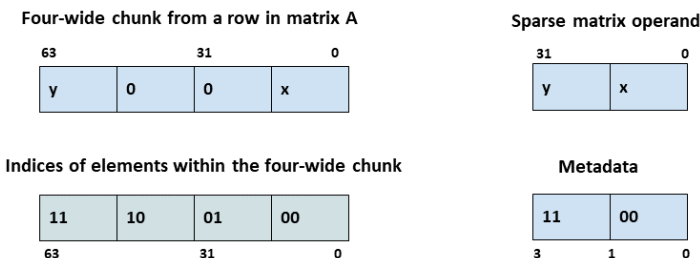 Four-wide chunk from a row in matrix A
63 31 0
y 0 0 x
Sparse matrix operand
31 0
y x
Indices of elements within the four-wide chunk
11 10 01 00
63 31 0
Metadata
11 00
3 1 0